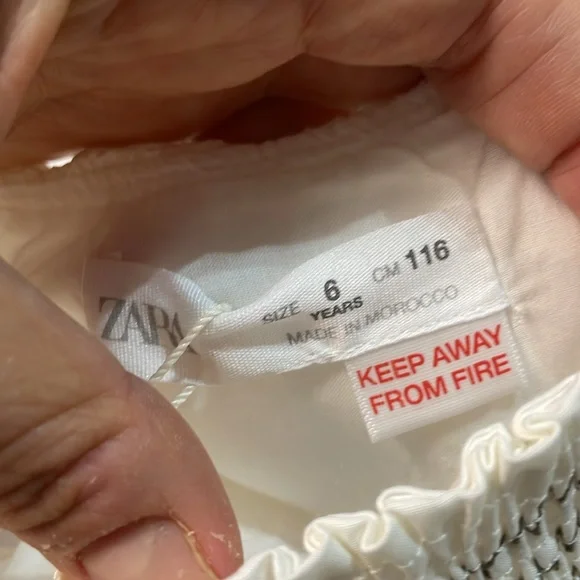 ZARA
SIZE 6 YEARS CM 116
MADE IN MOROCCO
KEEP AWAY
FROM FIRE